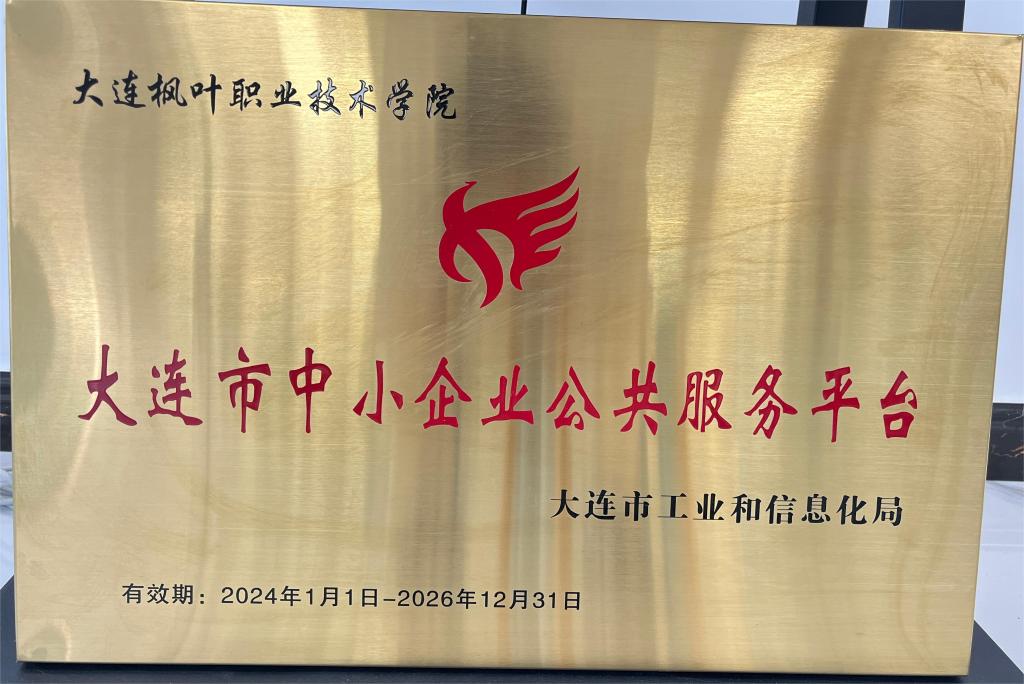 大连枫叶职业技术学院
大连市中小企业公共服务平台
大连市工业和信息化局
有效期：2024年1月1日-2026年12月31日